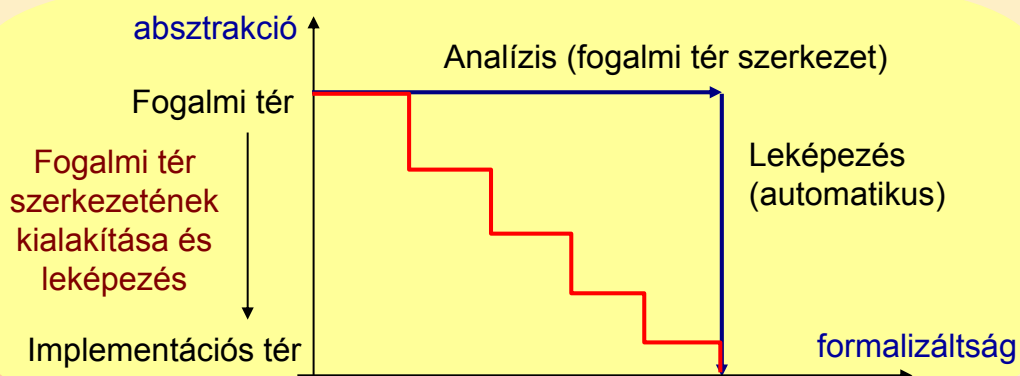 absztrakció
Analízis (fogalmi tér szerkezet)
Fogalmi tér
Fogalmi tér
szerkezetének
kialakítása és
leképezés
Leképezés
(automatikus)
Implementációs tér
formalizáltság